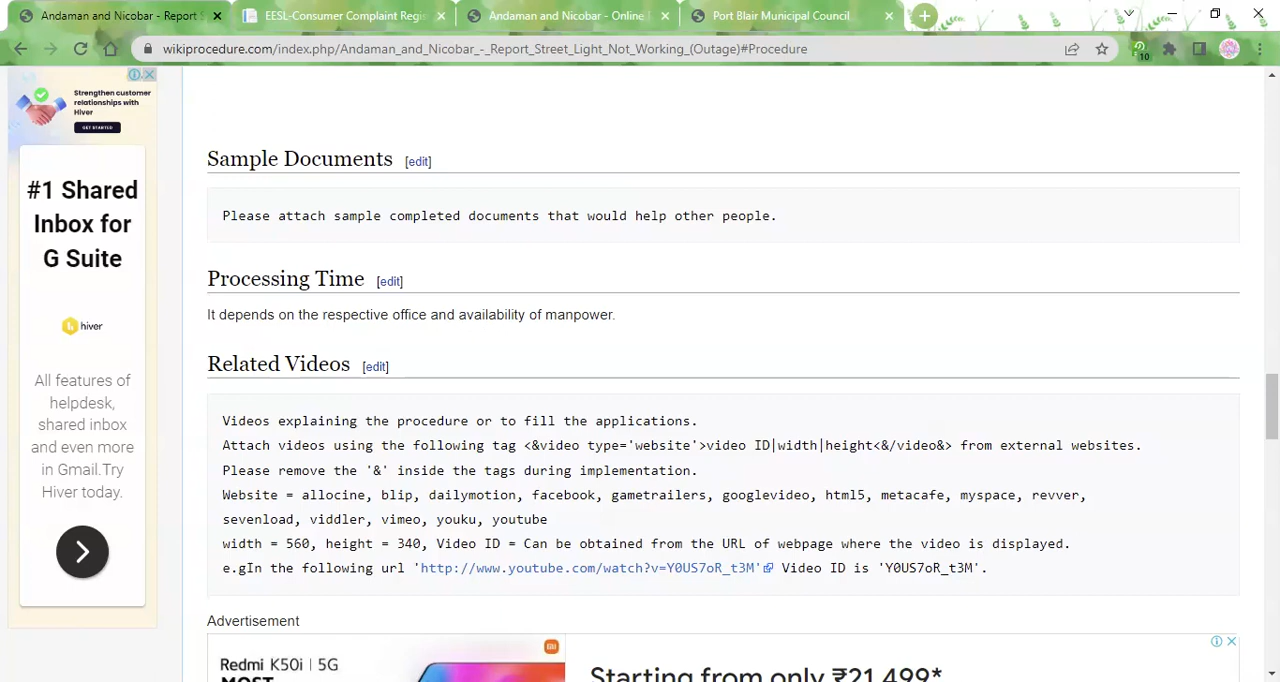 Andaman and Nicobar - Report S
EESL-Consumer Complaint Regis
Andaman and Nicobar - Online
Port Blair Municipal Council
wikiprocedure.com/index.php/Andaman_and_Nicobar_-_Report_Street_Light_Not_Working_(Outage)#Procedure
10
Strengthen customer
relationships with
Hiver
GET STARTED
#1 Shared
Inbox for
G Suite
hiver
All features of
helpdesk,
shared inbox
and even more
in Gmail.Try
Hiver today.
Sample Documents [edit]
Please attach sample completed documents that would help other people.
Processing Time [edit]
It depends on the respective office and availability of manpower.
Related Videos [edit]
Videos explaining the procedure or to fill the applications.
Attach videos using the following tag <&video type='website'>video ID|width|height<&/video&> from external websites.
Please remove the '&' inside the tags during implementation.
Website = allocine, blip, dailymotion, facebook, gametrailers, googlevideo, html5, metacafe, myspace, revver,
sevenload, viddler, vimeo, youku, youtube
width = 560, height = 340, Video ID = Can be obtained from the URL of webpage where the video is displayed.
e.gIn the following url 'http://www.youtube.com/watch?v=Y0US7oR_t3M' Video ID is 'Y0US7oR_t3M'.
Advertisement
Redmi K50i | 5G
MOST
Starting from only ₹21,499*